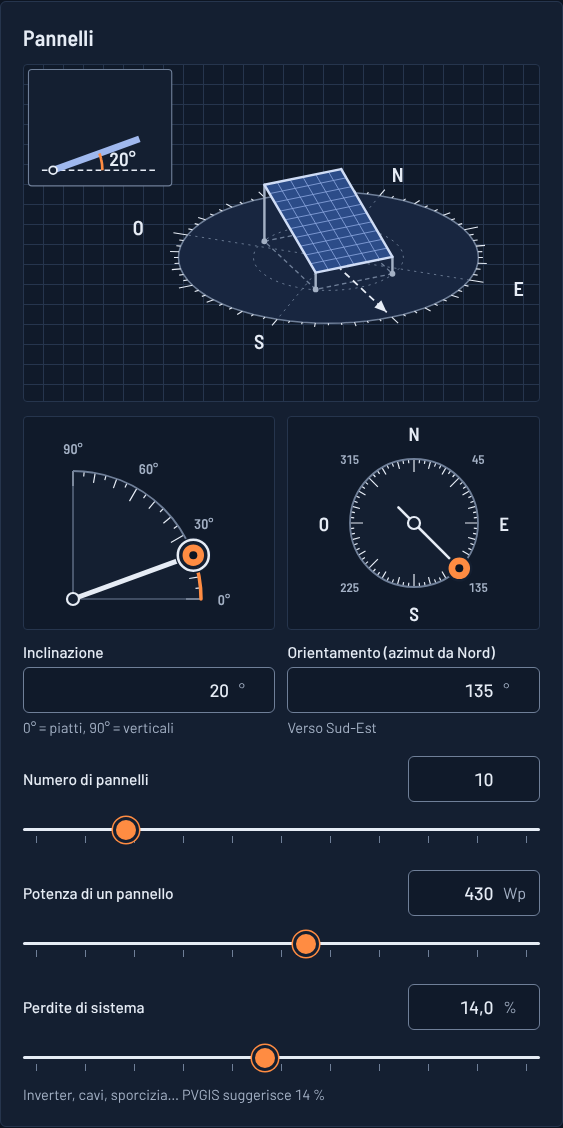 Pannelli
20°
N
O
E
S
90°
60°
30°
0°
N
315
45
O
E
225
135
S
Inclinazione
Orientamento (azimut da Nord)
20 °
135 °
0° = piatti, 90° = verticali
Verso Sud-Est
Numero di pannelli
10
Potenza di un pannello
430 Wp
Perdite di sistema
14,0 %
Inverter, cavi, sporcizia... PVGIS suggerisce 14 %